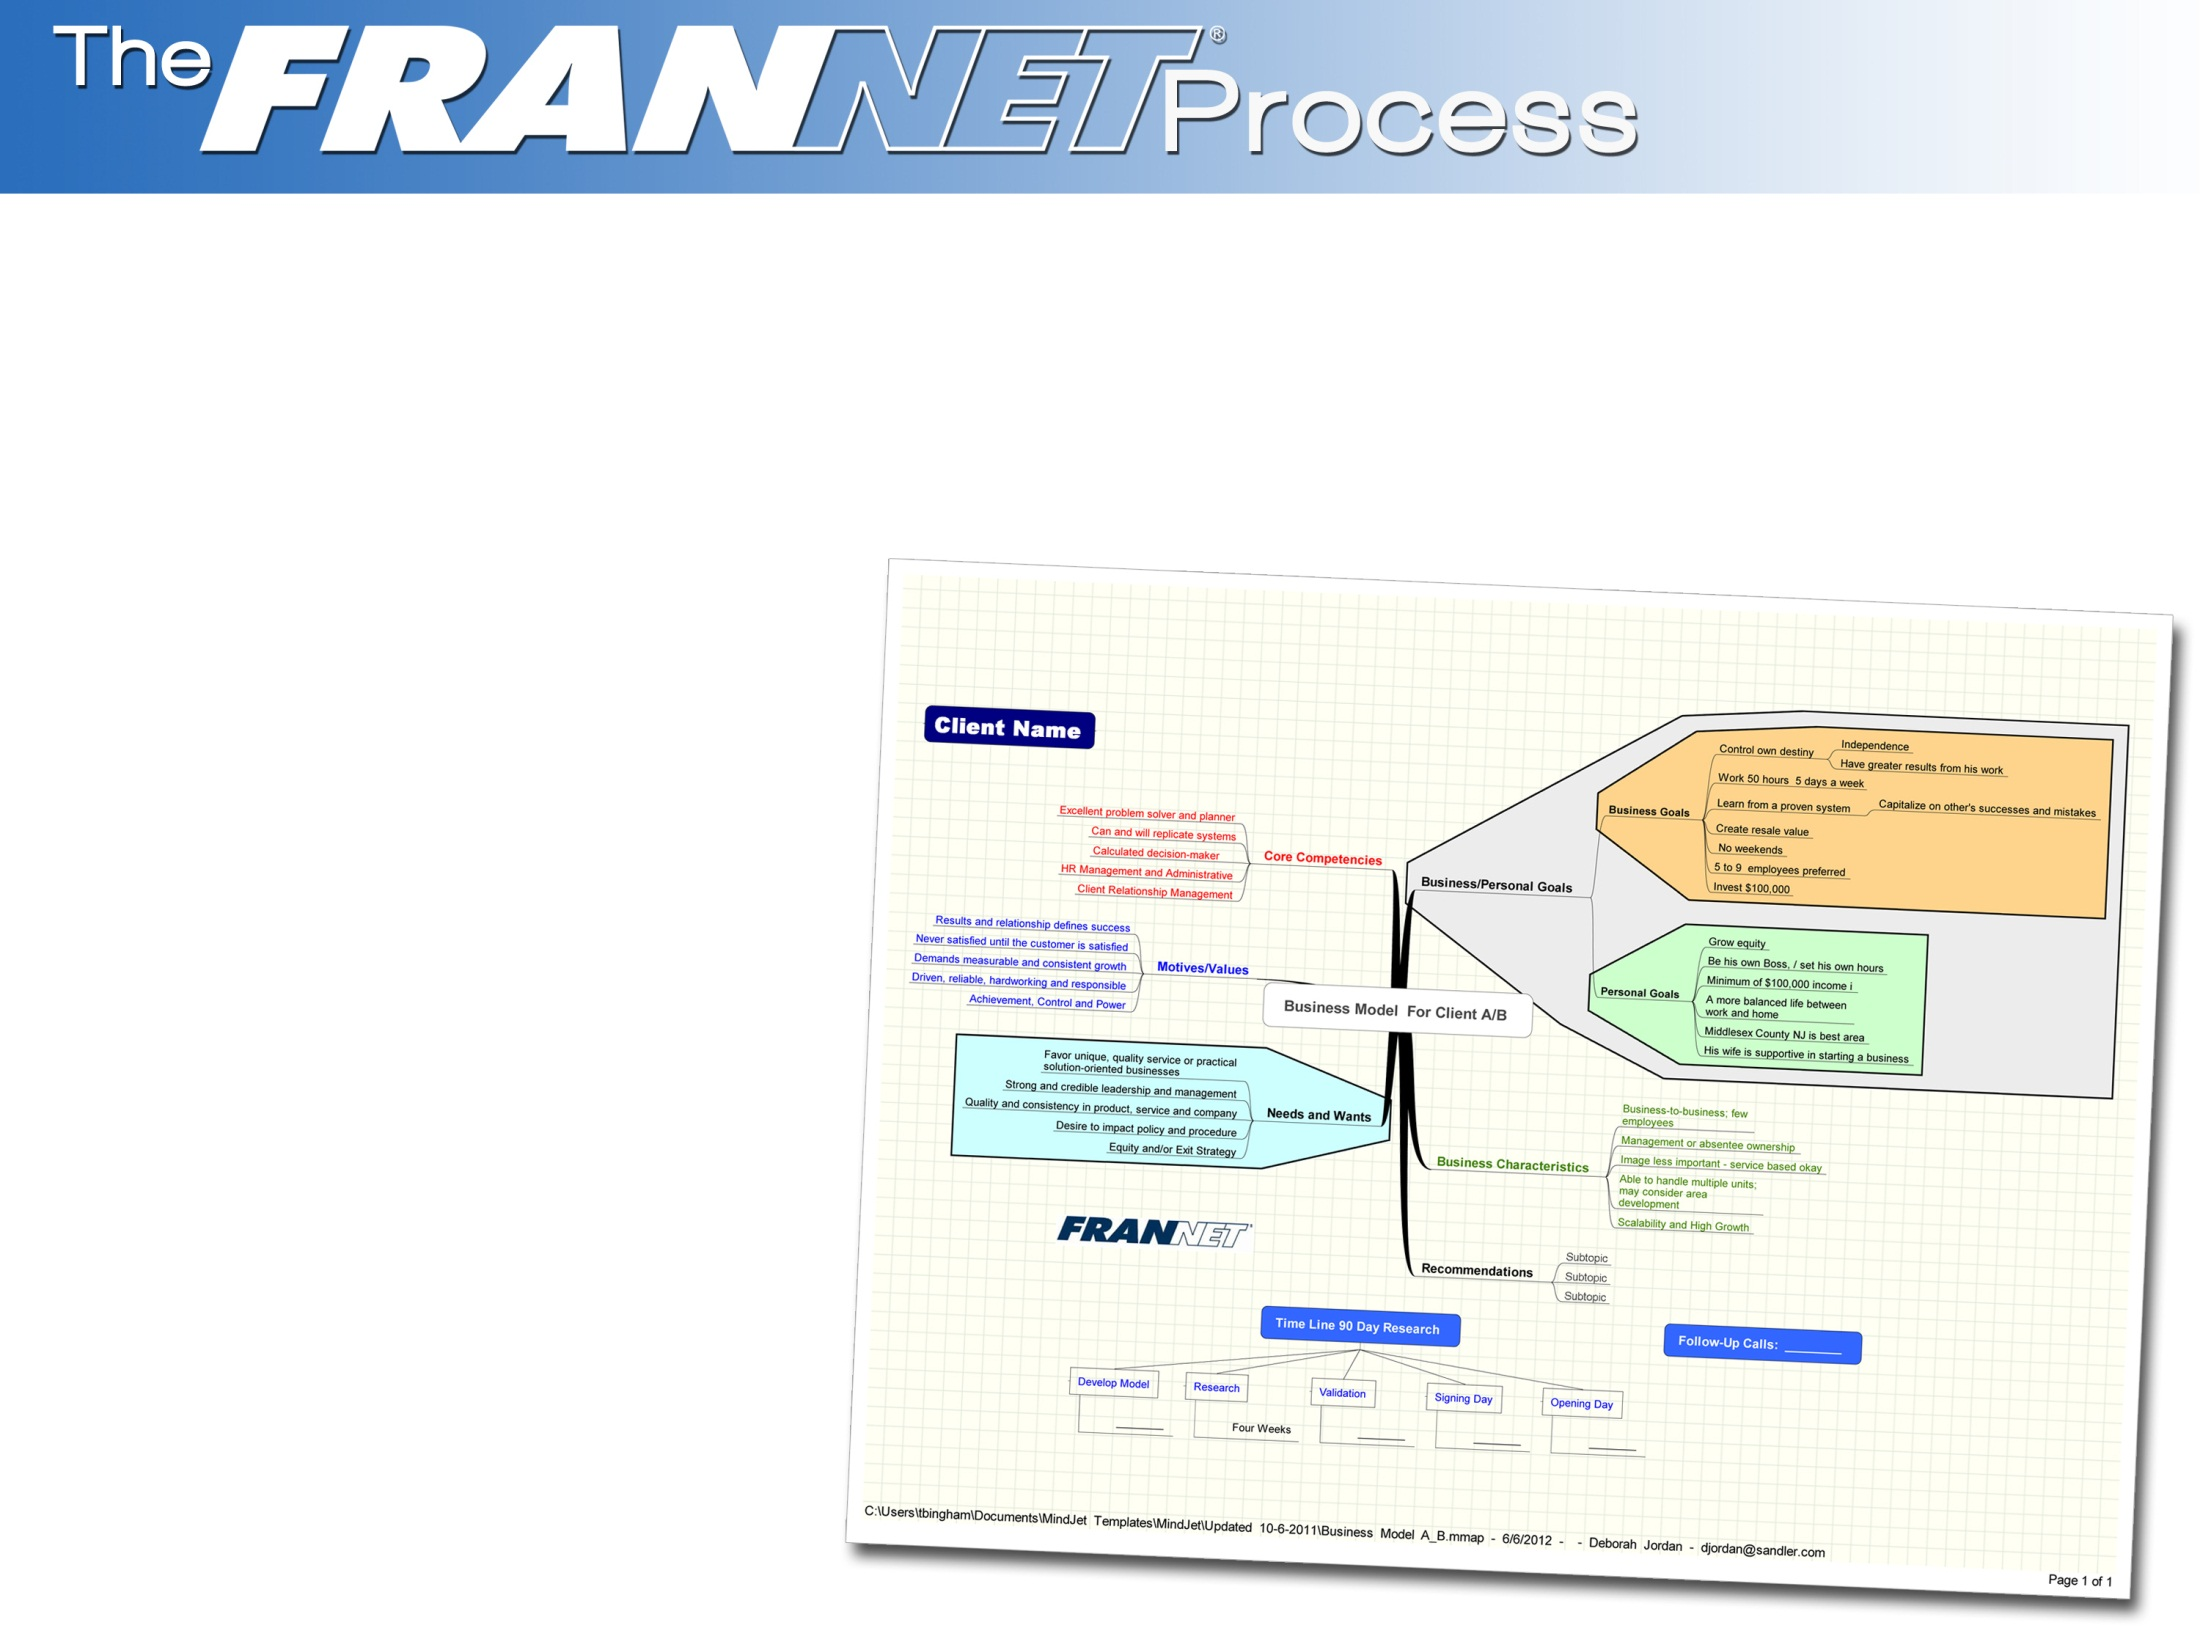 The FRANNET® Process
Client Name
Excellent problem solver and planner
Can and will replicate systems
Calculated decision-maker
HR Management and Administrative
Client Relationship Management
Core Competencies
Results and relationship defines success
Never satisfied until the customer is satisfied
Demands measurable and consistent growth
Driven, reliable, hardworking and responsible
Achievement, Control and Power
Motives/Values
Favor unique, quality service or practical
solution-oriented businesses
Strong and credible leadership and management
Quality and consistency in product, service and company
Desire to impact policy and procedure
Equity and/or Exit Strategy
Needs and Wants
Business Model For Client A/B
Business/Personal Goals
Business Goals
Control own destiny
Independence
Have greater results from his work
Work 50 hours 5 days a week
Learn from a proven system
Capitalize on other's successes and mistakes
Create resale value
No weekends
5 to 9 employees preferred
Invest $100,000
Personal Goals
Grow equity
Be his own Boss, / set his own hours
Minimum of $100,000 income i
A more balanced life between
work and home
Middlesex County NJ is best area
His wife is supportive in starting a business
Business Characteristics
Business-to-business; few
employees
Management or absentee ownership
Image less important - service based okay
Able to handle multiple units;
may consider area
development
Scalability and High Growth
Recommendations
Subtopic
Subtopic
Subtopic
FRANNET
Time Line 90 Day Research
Follow-Up Calls: ________
Develop Model
Research
Validation
Signing Day
Opening Day
Four Weeks
C:\Users\tbingham\Documents\MindJet Templates\MindJet\Updated 10-6-2011\Business Model A_B.mmap - 6/6/2012 - - Deborah Jordan - djordan@sandler.com
Page 1 of 1